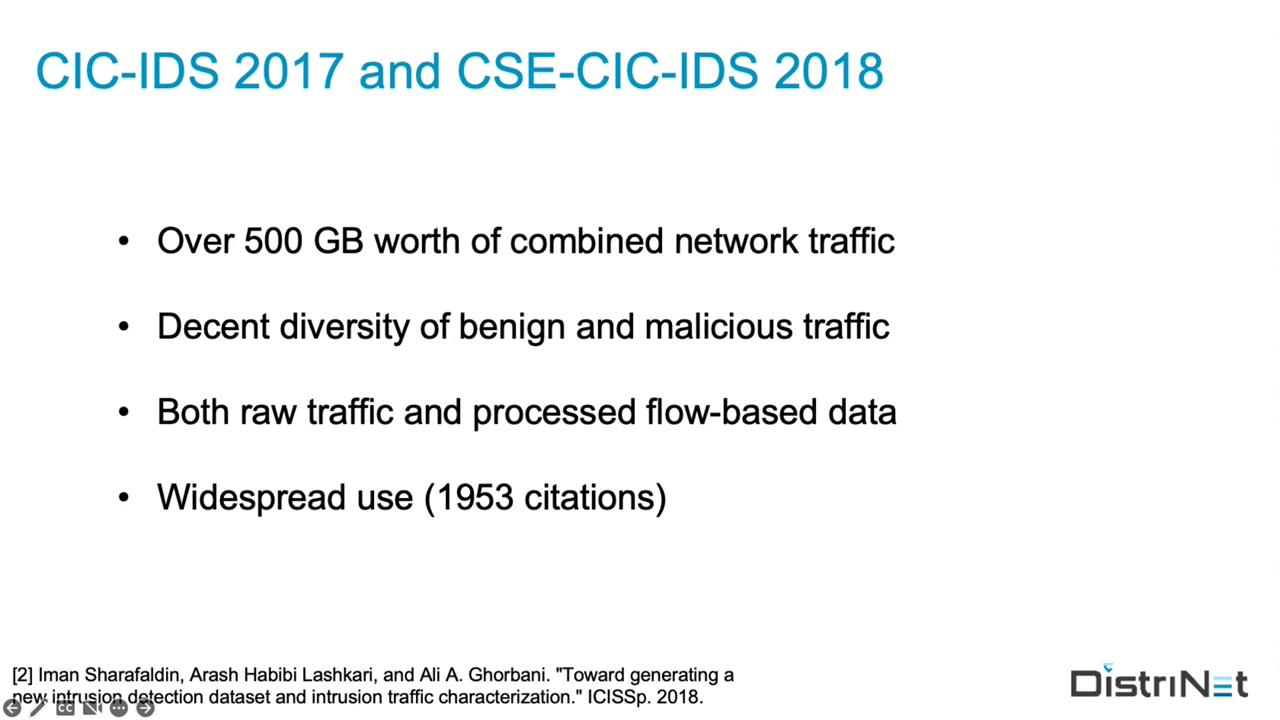 CIC-IDS 2017 and CSE-CIC-IDS 2018
• Over 500 GB worth of combined network traffic
• Decent diversity of benign and malicious traffic
• Both raw traffic and processed flow-based data
• Widespread use (1953 citations)
[2] Iman Sharafaldin, Arash Habibi Lashkari, and Ali A. Ghorbani. "Toward generating a
new intrusion detection dataset and intrusion traffic characterization." ICISSp. 2018.
CC
DistriNet